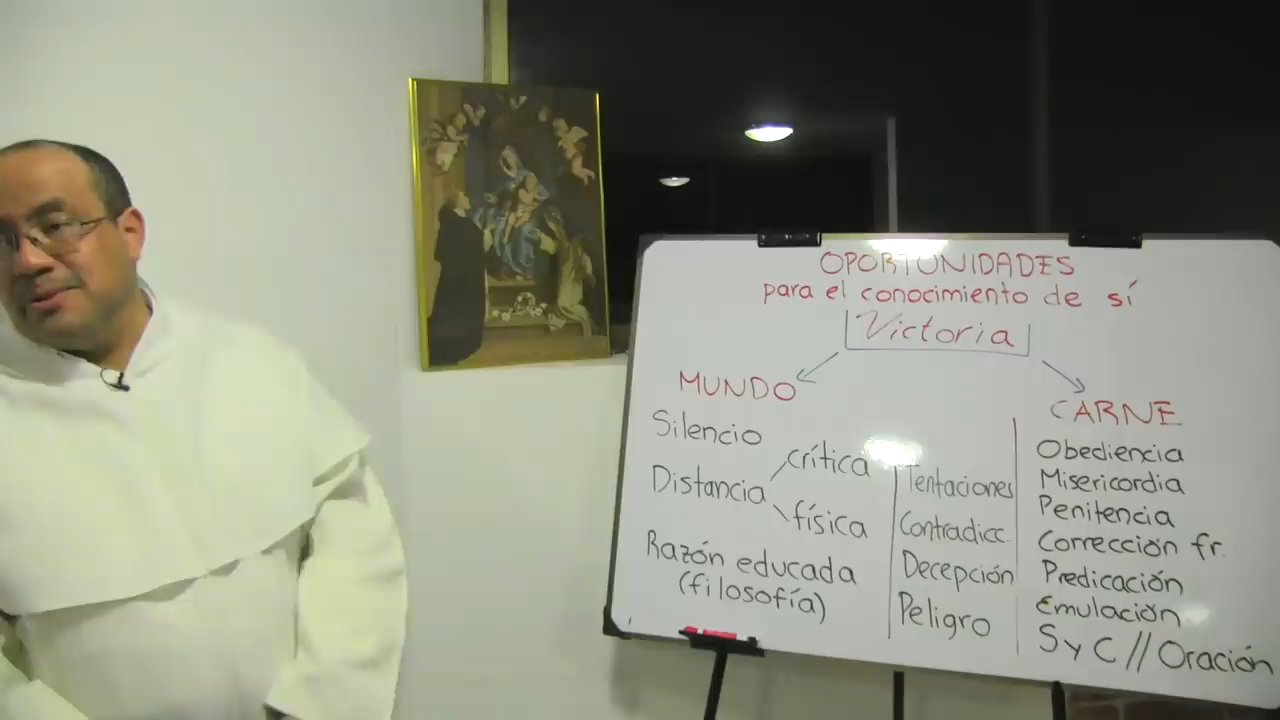 OPORTUNIDADES
para el conocimiento de sí
Victoria
MUNDO
Silencio
Distancia
crítica
física
Razón educada
(filosofía)
Tentaciones
Contradicc.
Decepción
Peligro
CARNE
Obediencia
Misericordia
Penitencia
Corrección fr.
Predicación
Emulación
S y C // Oración